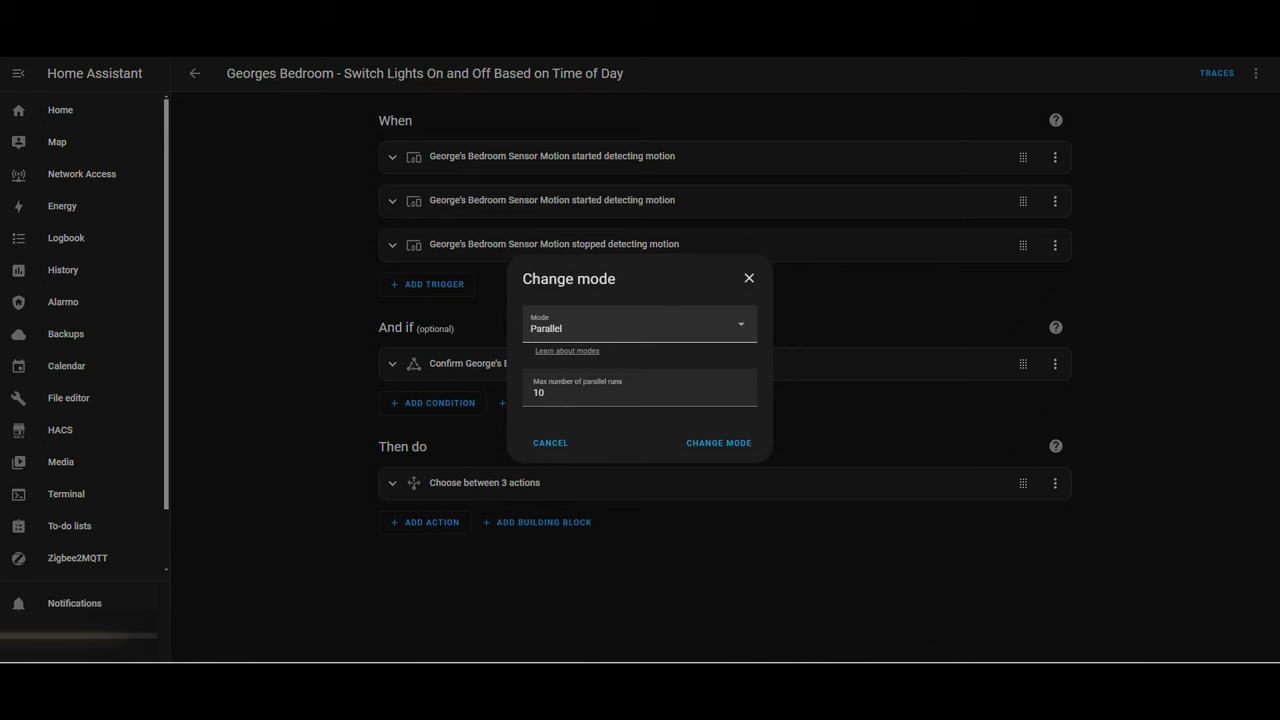 Home Assistant
Georges Bedroom - Switch Lights On and Off Based on Time of Day
TRACES
Home
Map
Network Access
Energy
Logbook
History
Alarmo
Backups
Calendar
File editor
HACS
Media
Terminal
To-do lists
Zigbee2MQTT
Notifications
When
George's Bedroom Sensor Motion started detecting motion
George's Bedroom Sensor Motion started detecting motion
George's Bedroom Sensor Motion stopped detecting motion
+ ADD TRIGGER
And if (optional)
Confirm George's
+ ADD CONDITION +
Then do
Choose between 3 actions
+ ADD ACTION + ADD BUILDING BLOCK
Change mode
Mode
Parallel
Learn about modes
Max number of parallel runs
10
CANCEL CHANGE MODE